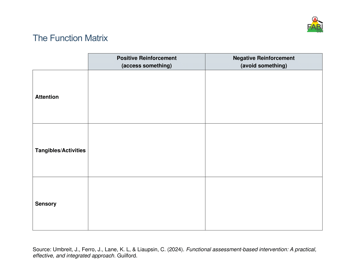 FAB
The Function Matrix
Positive Reinforcement
(access something)
Negative Reinforcement
(avoid something)
Attention
Tangibles/Activities
Sensory
Source: Umbreit, J., Ferro, J., Lane, K. L, & Liaupsin, C. (2024). Functional assessment-based intervention: A practical,
effective, and integrated approach. Guilford.